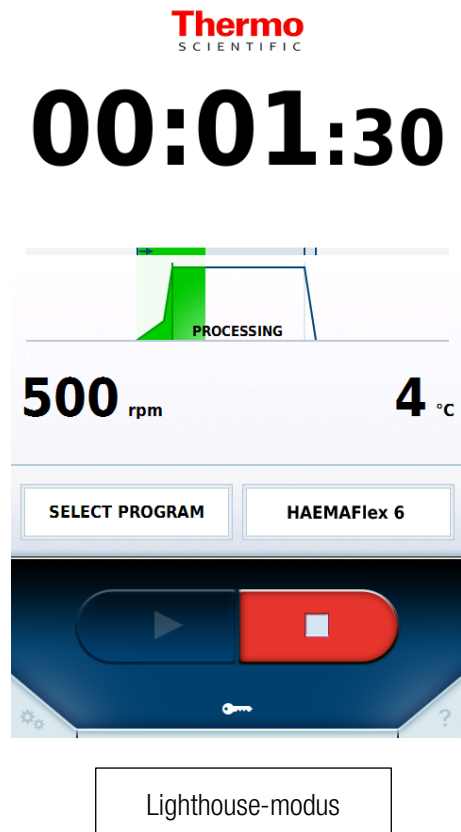 Thermo
SCIENTIFIC
00:01:30
PROCESSING
500 rpm
4 °C
SELECT PROGRAM
HAEMAFlex 6
?
Lighthouse-modus